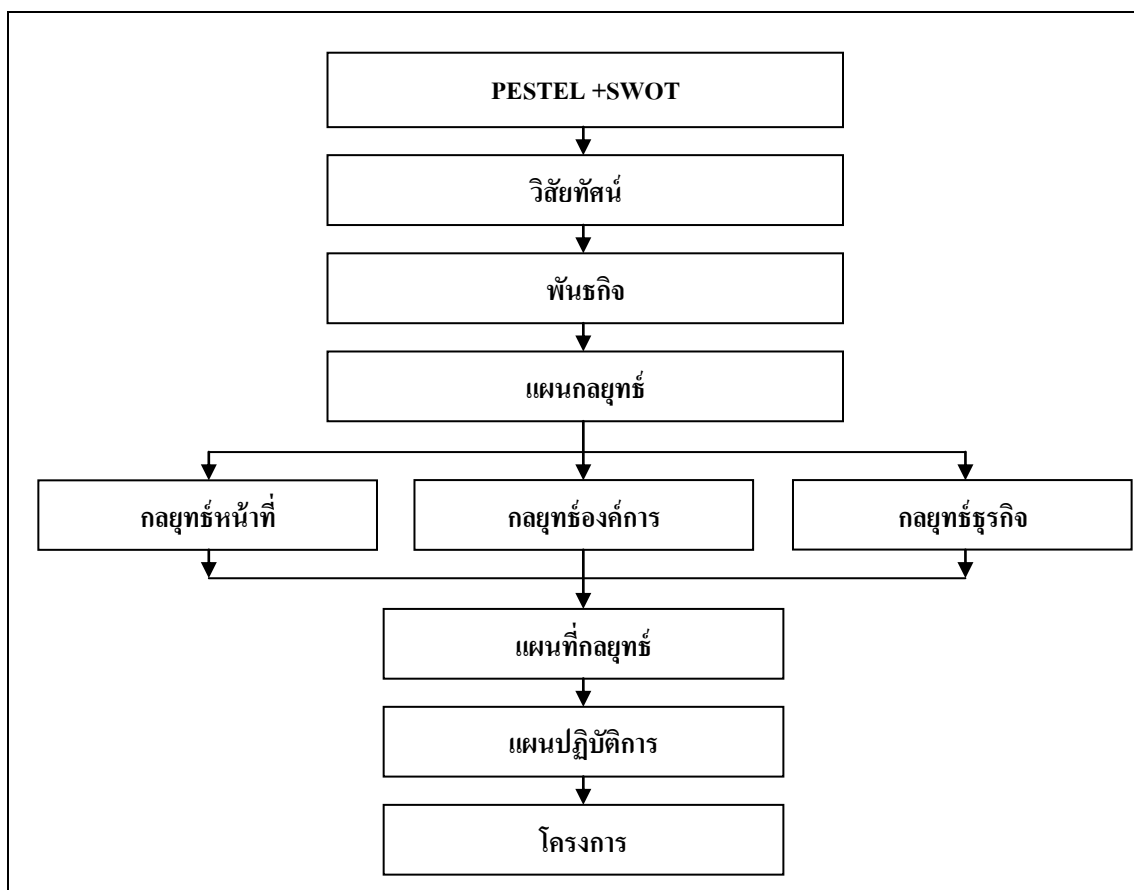 PESTEL +SWOT
วิสัยทัศน์
พันธกิจ
แผนกลยุทธ์
กลยุทธ์หน้าที่
กลยุทธ์องค์การ
กลยุทธ์ธุรกิจ
แผนที่กลยุทธ์
แผนปฏิบัติการ
โครงการ